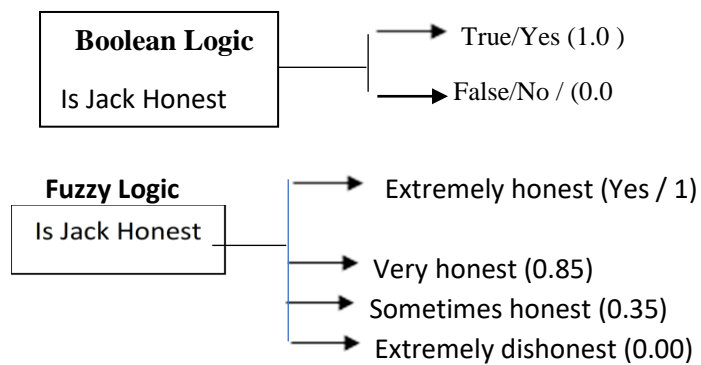 Boolean Logic
Is Jack Honest
True/Yes (1.0 )
False/No / (0.0
Fuzzy Logic
Is Jack Honest
Extremely honest (Yes / 1)
Very honest (0.85)
Sometimes honest (0.35)
Extremely dishonest (0.00)